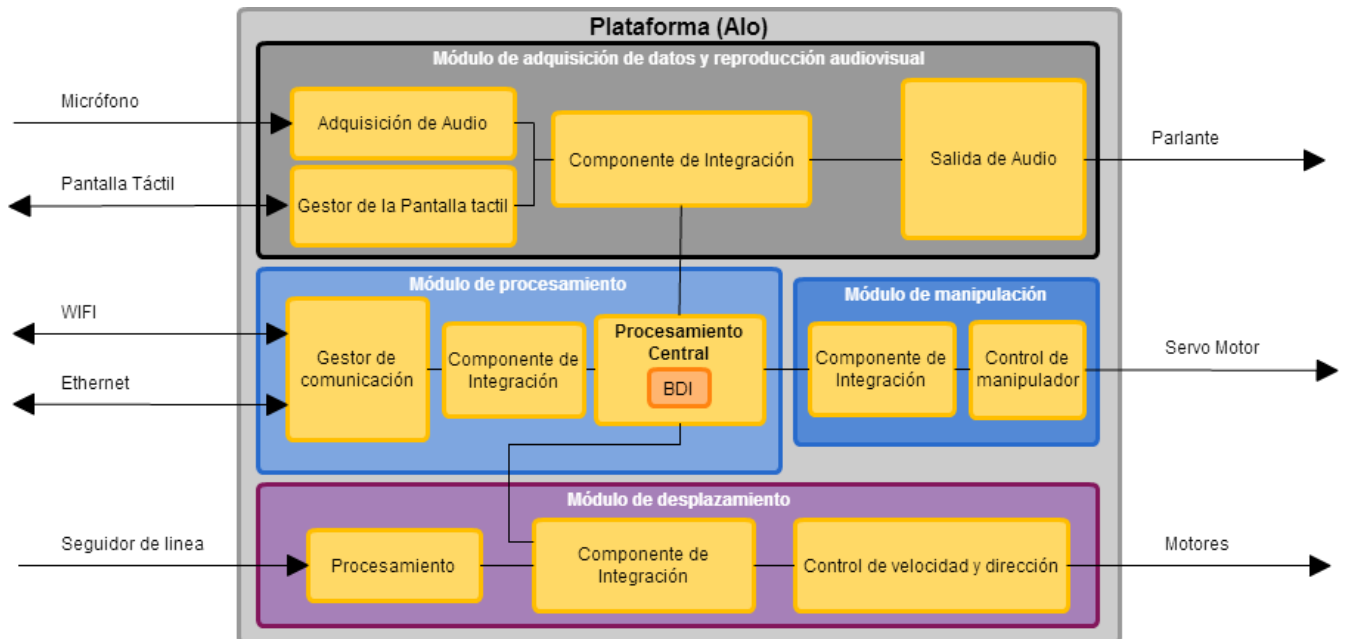 Plataforma (Alo)
Módulo de adquisición de datos y reproducción audiovisual
Micrófono
Adquisición de Audio
Pantalla Táctil
Gestor de la Pantalla tactil
Componente de Integración
Salida de Audio
Parlante
Módulo de procesamiento
WIFI
Ethernet
Gestor de
comunicación
Componente de
Integración
Procesamiento
Central
BDI
Módulo de manipulación
Componente de
Integración
Control de
manipulador
Servo Motor
Módulo de desplazamiento
Seguidor de linea
Procesamiento
Componente de
Integración
Control de velocidad y dirección
Motores